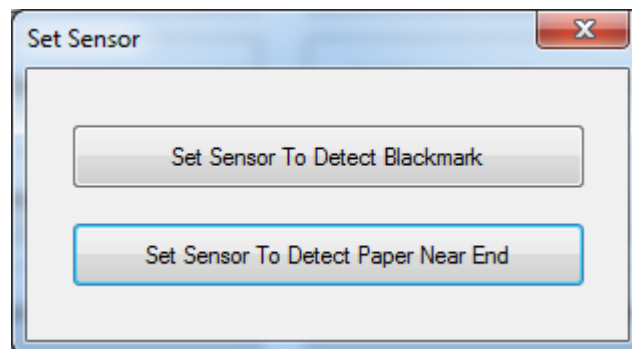 Set Sensor
Set Sensor To Detect Blackmark
Set Sensor To Detect Paper Near End